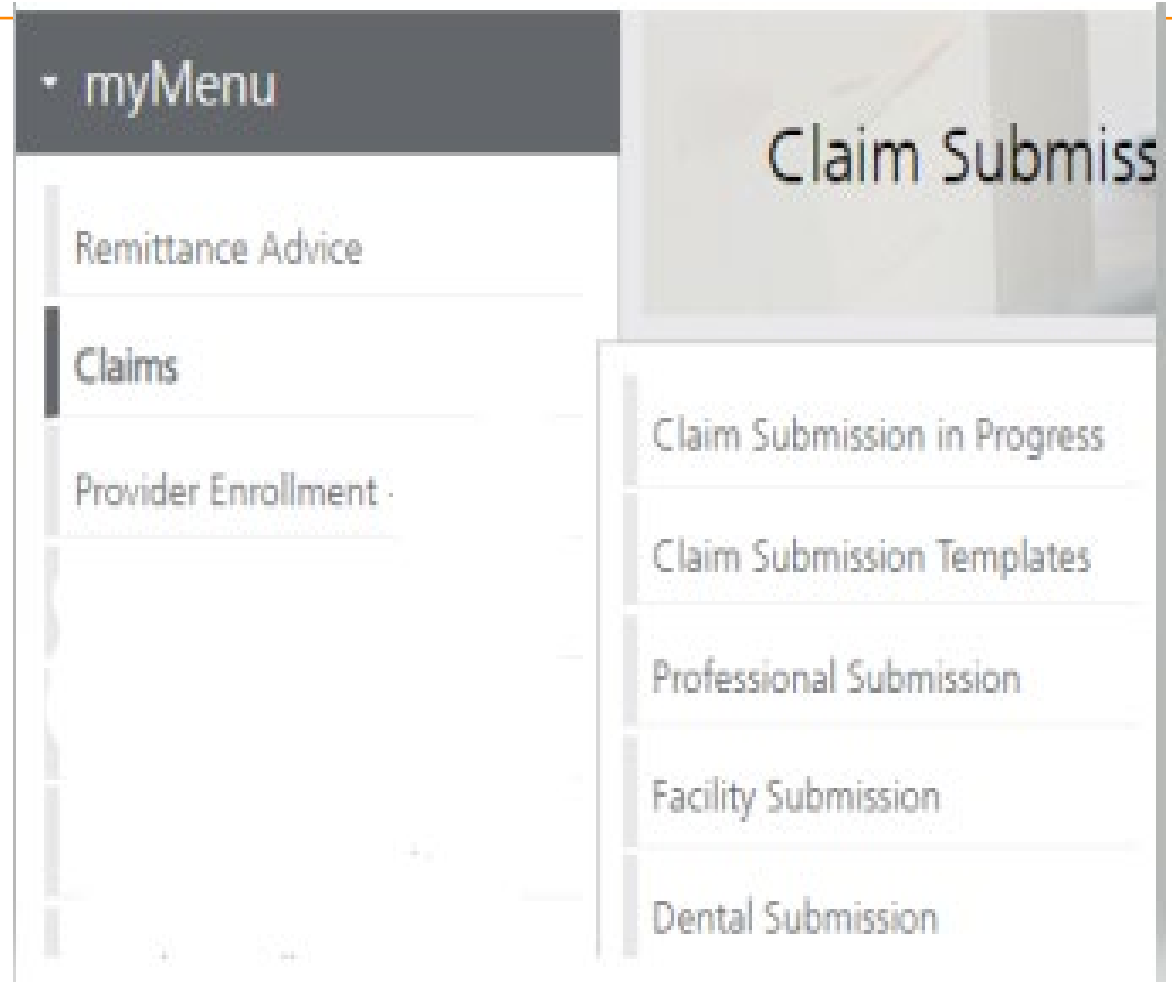 myMenu
Claim Submiss
Remittance Advice
Claims
Provider Enrollment
Claim Submission in Progress
Claim Submission Templates
Professional Submission
Facility Submission
Dental Submission